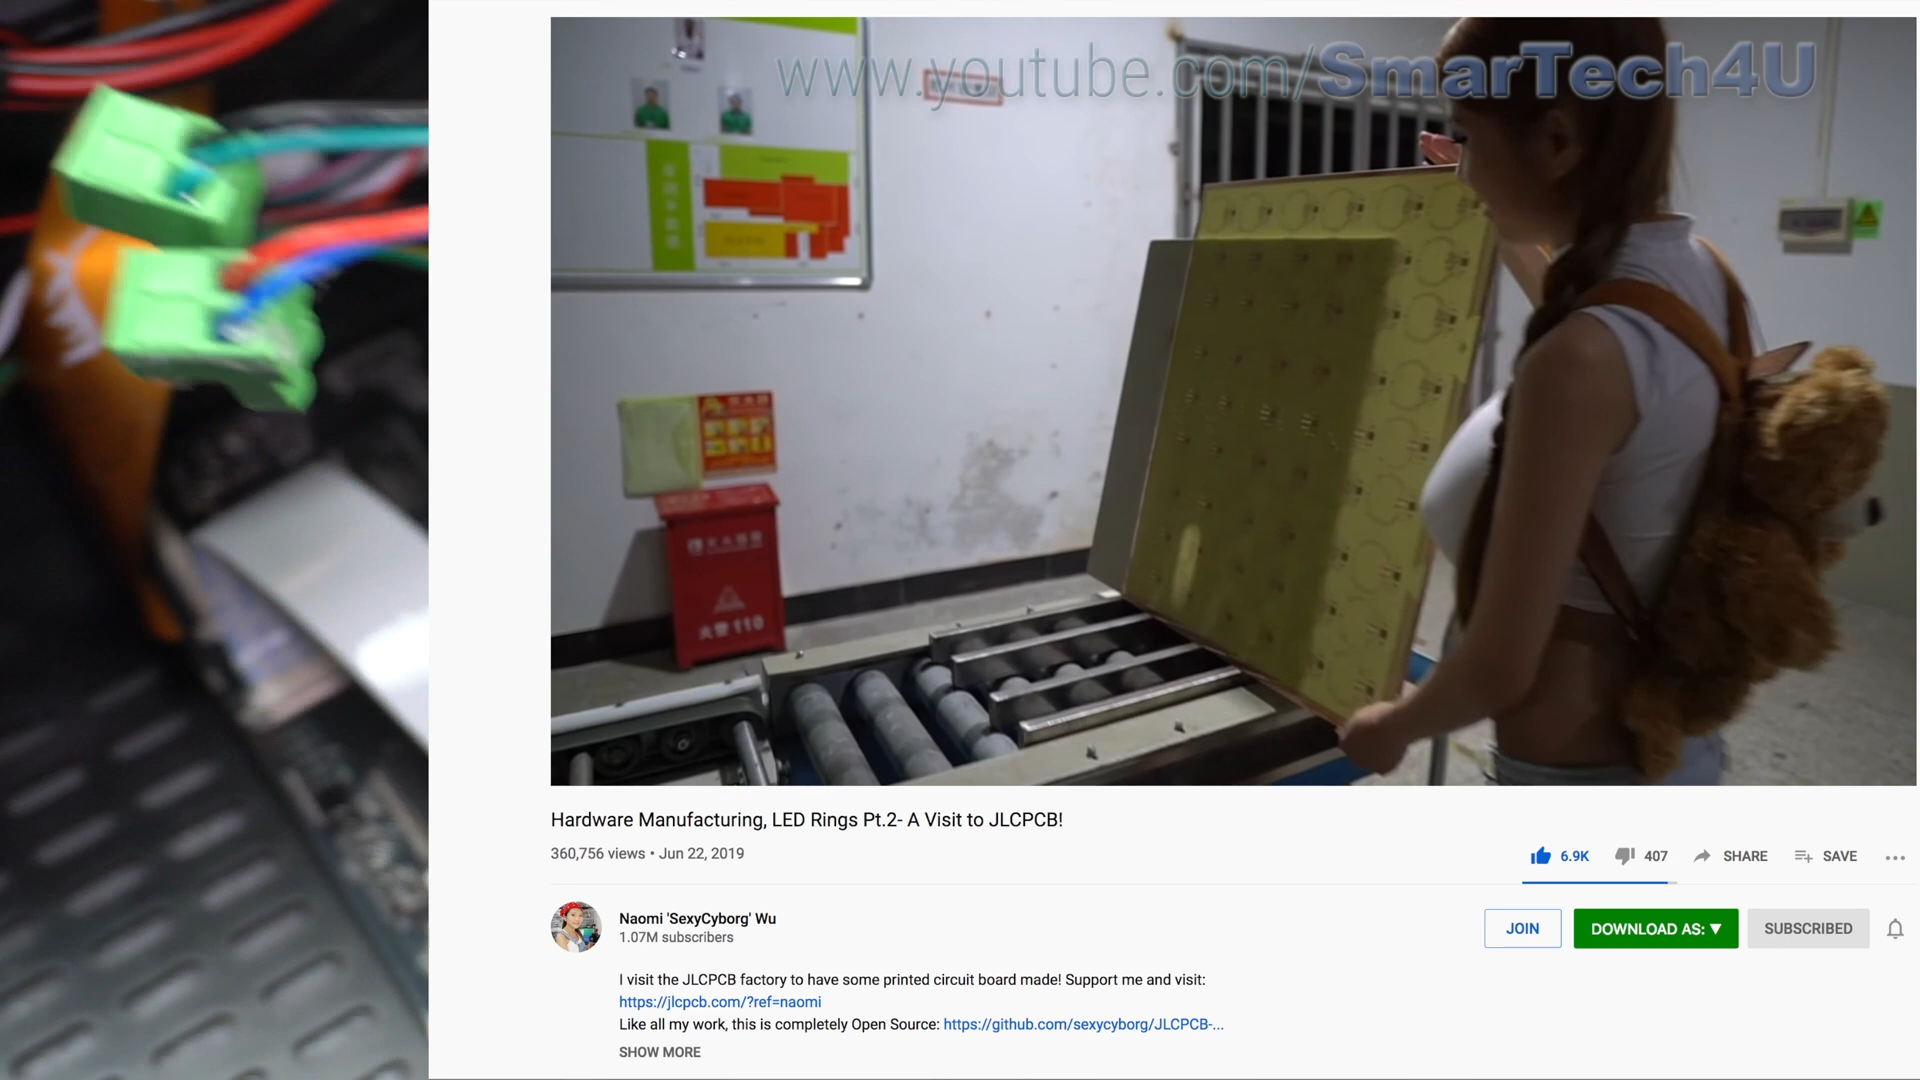 www.youtube.com/SmarTech4U
火警 119
Hardware Manufacturing, LED Rings Pt.2- A Visit to JLCPCB!
360,756 views • Jun 22, 2019
6.9K
407
SHARE
SAVE
Naomi 'SexyCyborg' Wu
1.07M subscribers
JOIN
DOWNLOAD AS: ▼
SUBSCRIBED
I visit the JLCPCB factory to have some printed circuit board made! Support me and visit:
https://jlcpcb.com/?ref=naomi
Like all my work, this is completely Open Source: https://github.com/sexycyborg/JLCPCB-...
SHOW MORE